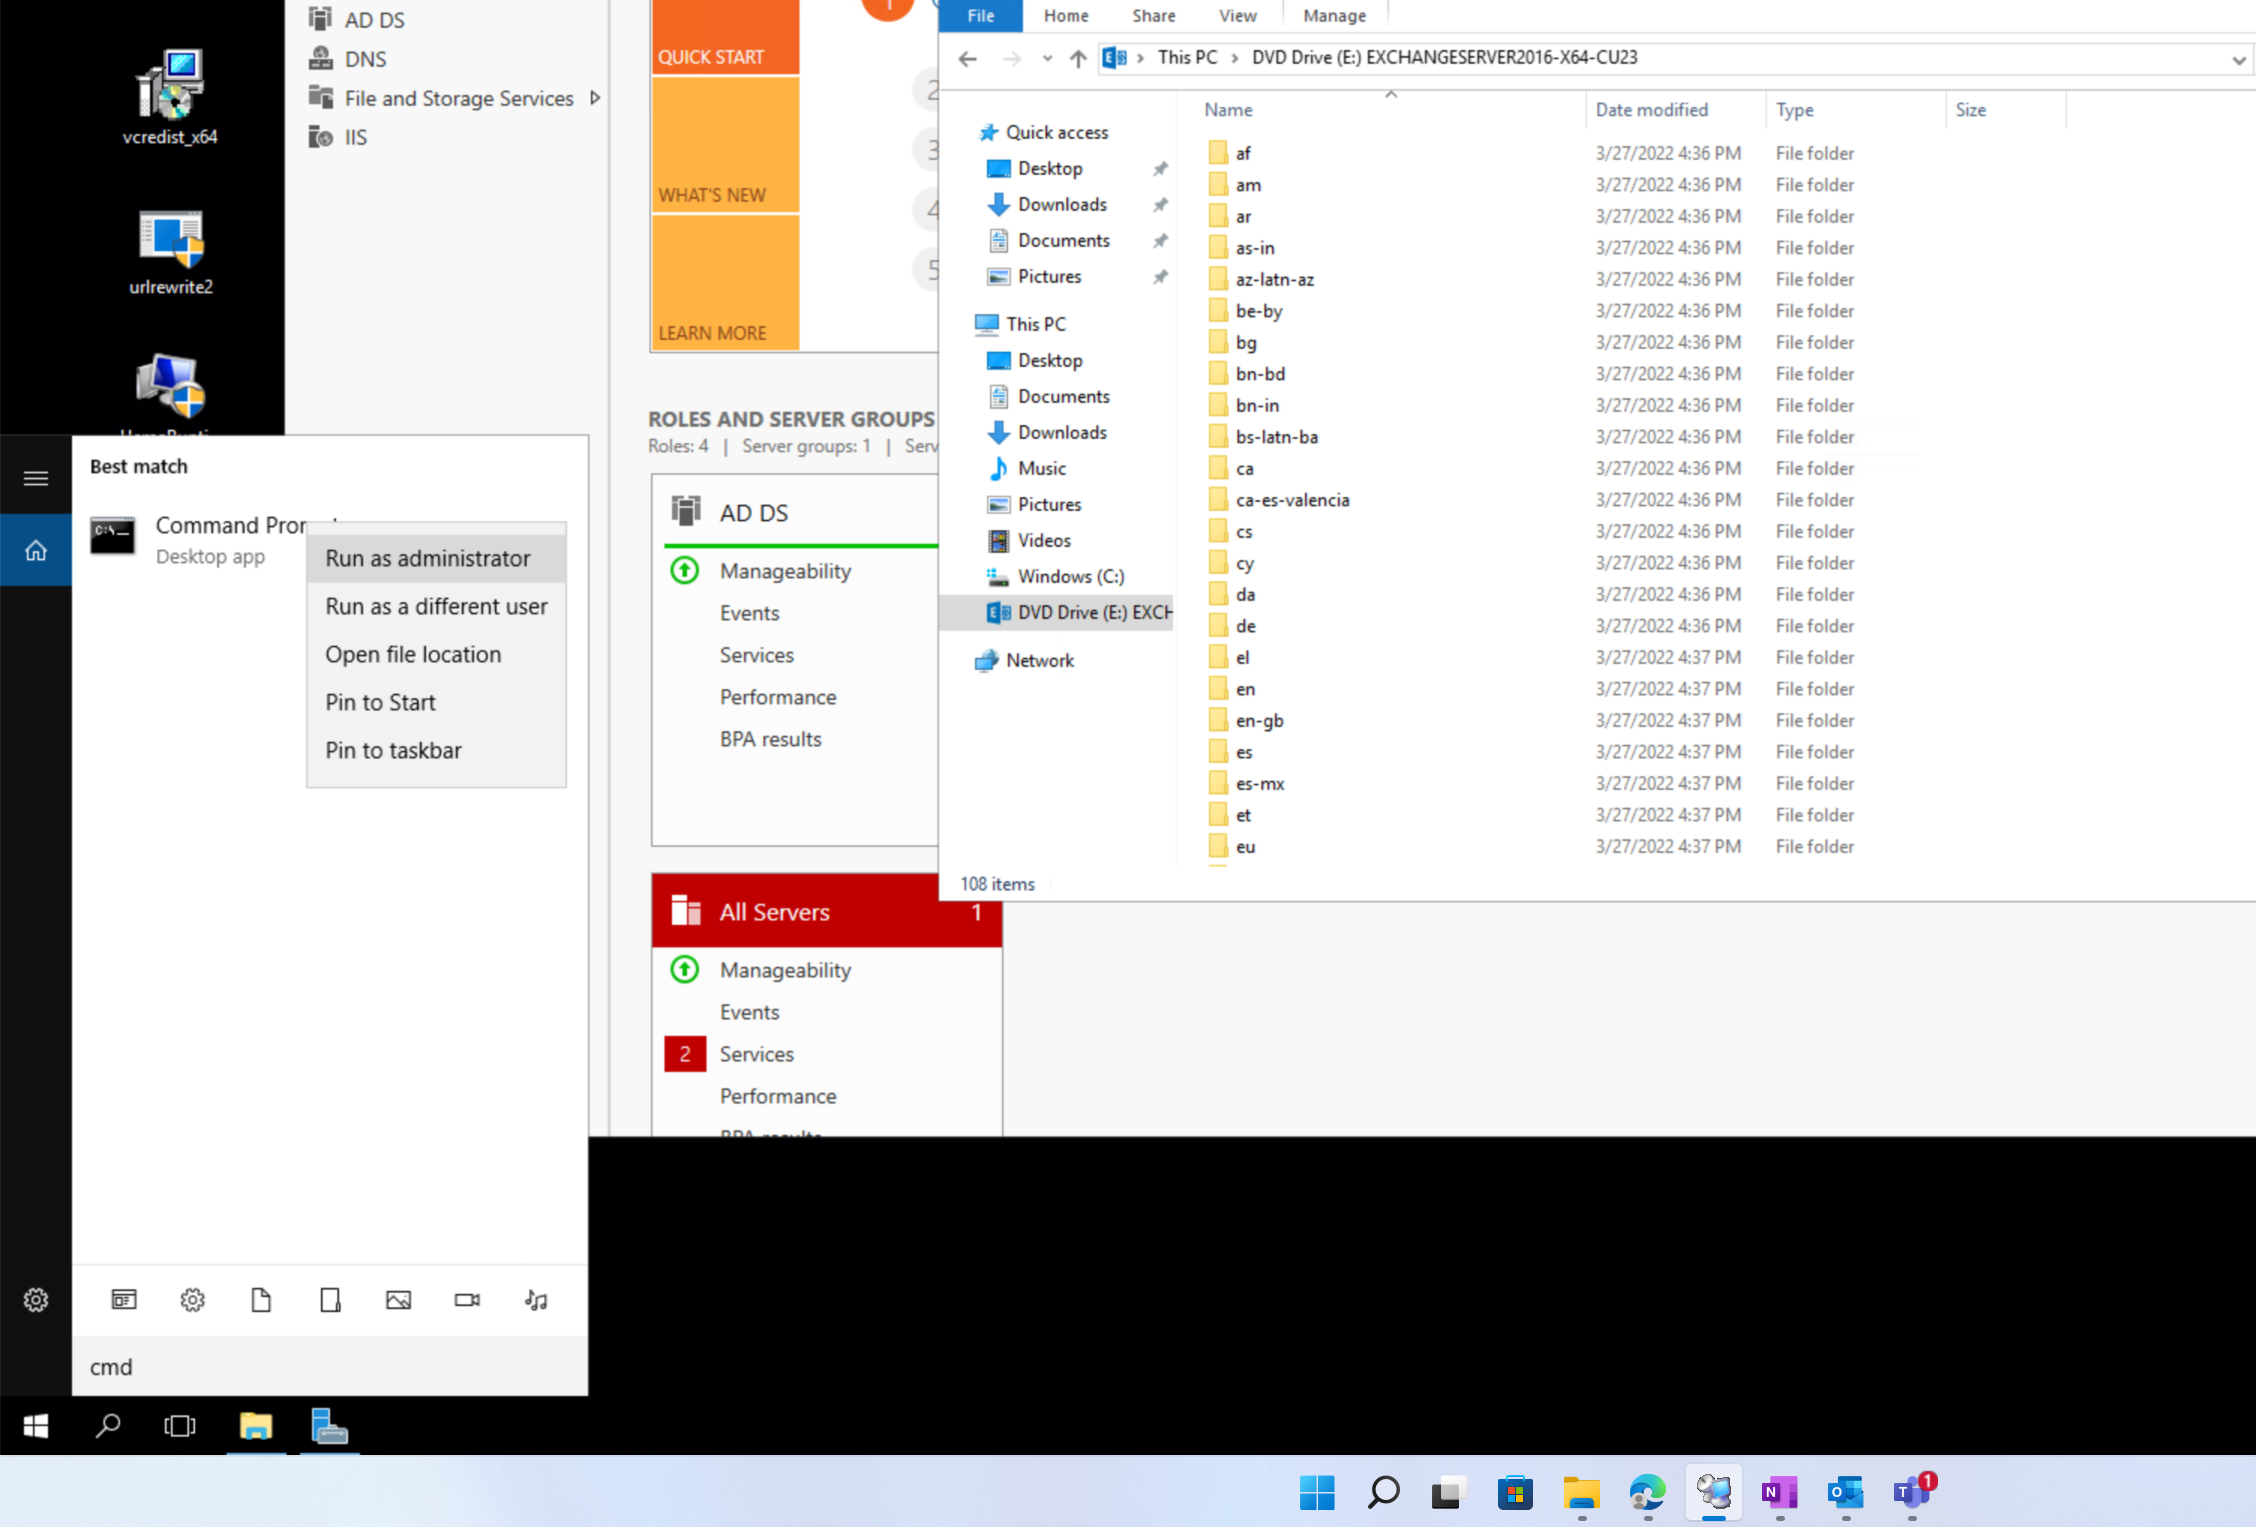 vcredist_x64
urlrewrite2
AD DS
DNS
File and Storage Services
IIS
QUICK START
WHAT'S NEW
LEARN MORE
1
2
3
4
5
ROLES AND SERVER GROUPS
Roles: 4 | Server groups: 1 | Serv
AD DS
Manageability
Events
Services
Performance
BPA results
All Servers 1
Manageability
Events
2 Services
Performance
BPA results
Best match
Command Pro
Desktop app
Run as administrator
Run as a different user
Open file location
Pin to Start
Pin to taskbar
cmd
File Home Share View Manage
This PC > DVD Drive (E:) EXCHANGESERVER2016-X64-CU23
Quick access
Desktop
Downloads
Documents
Pictures
This PC
Desktop
Documents
Downloads
Music
Pictures
Videos
Windows (C:)
DVD Drive (E:) EXCH
Network
Name Date modified Type Size
af 3/27/2022 4:36 PM File folder
am 3/27/2022 4:36 PM File folder
ar 3/27/2022 4:36 PM File folder
as-in 3/27/2022 4:36 PM File folder
az-latn-az 3/27/2022 4:36 PM File folder
be-by 3/27/2022 4:36 PM File folder
bg 3/27/2022 4:36 PM File folder
bn-bd 3/27/2022 4:36 PM File folder
bn-in 3/27/2022 4:36 PM File folder
bs-latn-ba 3/27/2022 4:36 PM File folder
ca 3/27/2022 4:36 PM File folder
ca-es-valencia 3/27/2022 4:36 PM File folder
cs 3/27/2022 4:36 PM File folder
cy 3/27/2022 4:36 PM File folder
da 3/27/2022 4:36 PM File folder
de 3/27/2022 4:36 PM File folder
el 3/27/2022 4:37 PM File folder
en 3/27/2022 4:37 PM File folder
en-gb 3/27/2022 4:37 PM File folder
es 3/27/2022 4:37 PM File folder
es-mx 3/27/2022 4:37 PM File folder
et 3/27/2022 4:37 PM File folder
eu 3/27/2022 4:37 PM File folder
108 items
1